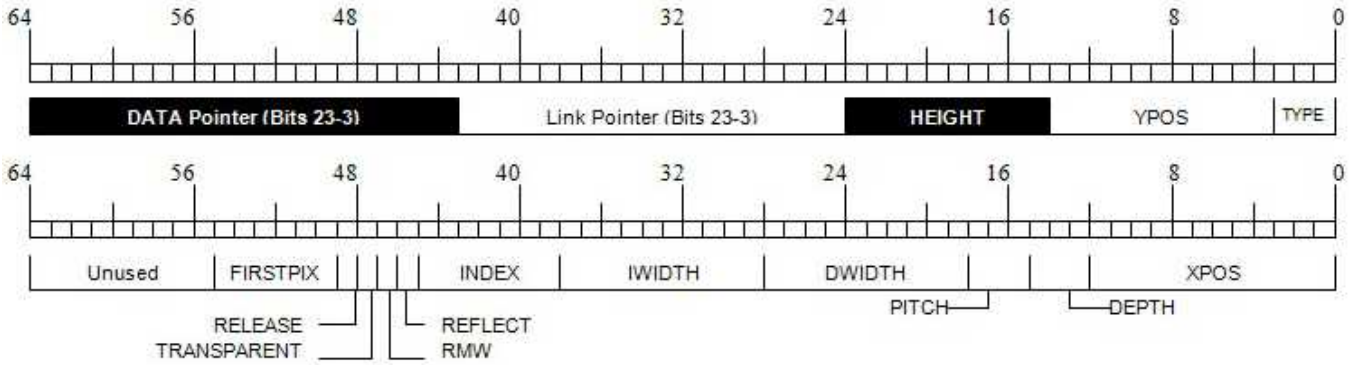 64 56 48 40 32 24 16 8 0
DATA Pointer (Bits 23-3) Link Pointer (Bits 23-3) HEIGHT YPOS TYPE
64 56 48 40 32 24 16 8 0
Unused FIRSTPIX INDEX IWIDTH DWIDTH XPOS
PITCH DEPTH
RELEASE REFLECT
TRANSPARENT RMW